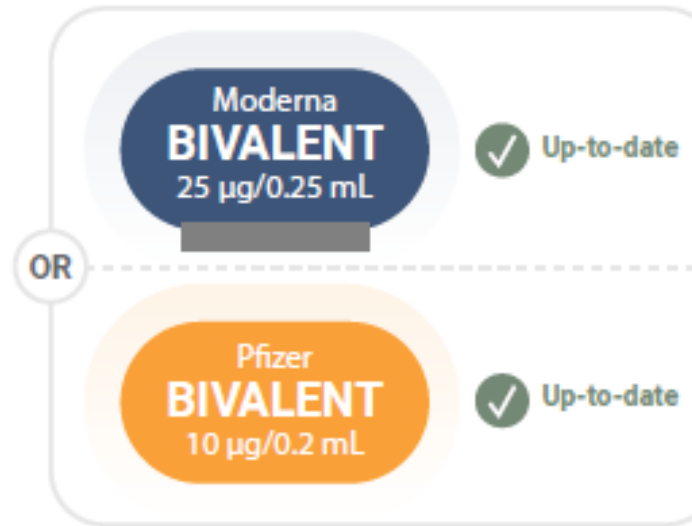 Moderna
BIVALENT
25 µg/0.25 mL
Up-to-date
OR
Pfizer
BIVALENT
10 µg/0.2 mL
Up-to-date